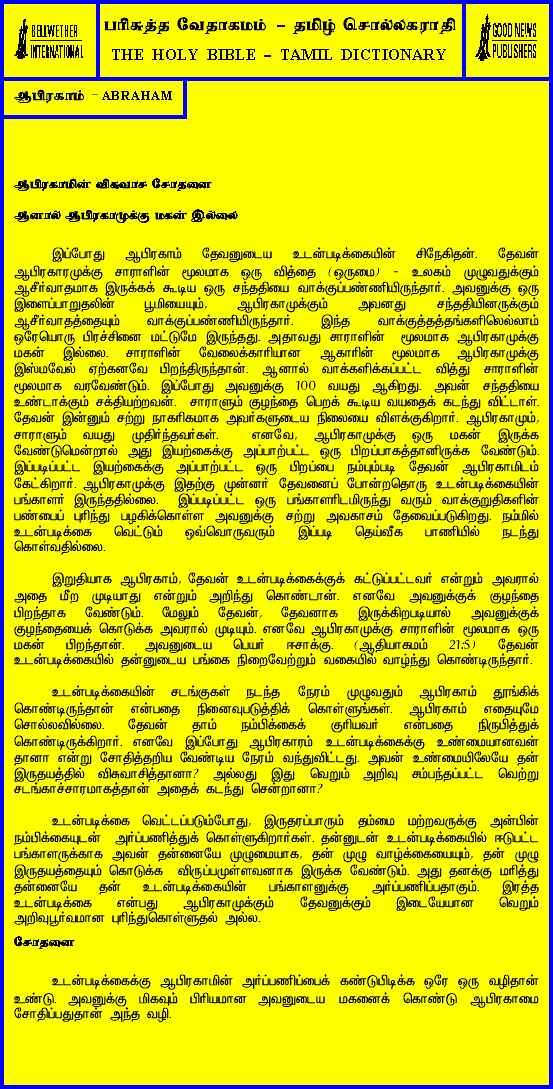 BELLWETHER
INTERNATIONAL
பரிசுத்த வேதாகமம் – தமிழ் சொல்லகராதி
THE HOLY BIBLE – TAMIL DICTIONARY
GOOD NEWS
PUBLISHERS
ஆபிரகாம் – ABRAHAM
ஆபிரகாமின் விசுவாச சோதனை
ஆனால் ஆபிரகாமுக்கு மகன் இல்லை
இப்போது ஆபிரகாம் தேவனுடைய உடன்படிக்கையின் சிநேகிதன். தேவன்
ஆபிரகாரமுக்கு சாராளின் மூலமாக ஒரு வித்தை (ஒருமை) - உலகம் முழுவதுக்கும்
ஆசீர்வாதமாக இருக்கக் கூடிய ஒரு சந்ததியை வாக்குப்பண்ணியிருந்தார். அவனுக்கு ஒரு
இளைப்பாறுதலின் பூமியையும், ஆபிரகாமுக்கும் அவனது சந்ததியினருக்கும்
ஆசீர்வாதத்தையும் வாக்குப்பண்ணியிருந்தார். இந்த வாக்குத்தத்தங்களிலெல்லாம்
ஒரேயொரு பிரச்சினை மட்டுமே இருந்தது. அதாவது சாராளின் மூலமாக ஆபிரகாமுக்கு
மகன் இல்லை. சாராளின் வேலைக்காரியான ஆகாரின் மூலமாக ஆபிரகாமுக்கு
இஸ்மவேல் ஏற்கனவே பிறந்திருந்தான். ஆனால் வாக்களிக்கப்பட்ட வித்து சாராளின்
மூலமாக வரவேண்டும். இப்போது அவனுக்கு 100 வயது ஆகிறது. அவன் சந்ததியை
உண்டாக்கும் சக்தியற்றவன். சாராளும் குழந்தை பெறக் கூடிய வயதைக் கடந்து விட்டாள்.
தேவன் இன்னும் சற்று நாகரிகமாக அவர்களுடைய நிலையை விளக்குகிறார். ஆபிரகாமும்,
சாராளும் வயது முதிர்ந்தவர்கள். எனவே, ஆபிரகாமுக்கு ஒரு மகன் இருக்க
வேண்டுமென்றால் அது இயற்கைக்கு அப்பாற்பட்ட ஒரு பிறப்பாகத்தானிருக்க வேண்டும்.
இப்படிப்பட்ட இயற்கைக்கு அப்பாற்பட்ட ஒரு பிறப்பை நம்பும்படி தேவன் ஆபிரகாமிடம்
கேட்கிறார். ஆபிரகாமுக்கு இதற்கு முன்னர் தேவனைப் போன்றதொரு உடன்படிக்கையின்
பங்காளர் இருந்ததில்லை. இப்படிப்பட்ட ஒரு பங்காளரிடமிருந்து வரும் வாக்குறுதிகளின்
பண்பைப் புரிந்து பழகிக்கொள்ள அவனுக்கு சற்று அவகாசம் தேவைப்படுகிறது. நம்மில்
உடன்படிக்கை வெட்டும் ஒவ்வொருவரும் இப்படி தெய்வீக பாணியில் நடந்து
கொள்வதில்லை.
இறுதியாக ஆபிரகாம், தேவன் உடன்படிக்கைக்குக் கட்டுப்பட்டவர் என்றும் அவரால்
அதை மீற முடியாது என்றும் அறிந்து கொண்டான். எனவே அவனுக்குக் குழந்தை
பிறந்தாக வேண்டும். மேலும் தேவன், தேவனாக இருக்கிறபடியால் அவனுக்குக்
குழந்தையைக் கொடுக்க அவரால் முடியும். எனவே ஆபிரகாமுக்கு சாராளின் மூலமாக ஒரு
மகன் பிறந்தான். அவனுடைய பெயர் ஈசாக்கு. (ஆதியாகமம் 21:5) தேவன்
உடன்படிக்கையில் தன்னுடைய பங்கை நிறைவேற்றும் வகையில் வாழ்ந்து கொண்டிருந்தார்.
உடன்படிக்கையின் சடங்குகள் நடந்த நேரம் முழுவதும் ஆபிரகாம் தூங்கிக்
கொண்டிருந்தான் என்பதை நினைவுபடுத்திக் கொள்ளுங்கள். ஆபிரகாம் எதையுமே
சொல்லவில்லை. தேவன் தாம் நம்பிக்கைக் குரியவர் என்பதை நிருபித்துக்
கொண்டிருக்கிறார். எனவே இப்போது ஆபிரகாரம் உடன்படிக்கைக்கு உண்மையானவன்
தானா என்று சோதித்தறிய வேண்டிய நேரம் வந்துவிட்டது. அவன் உண்மையிலேயே தன்
இருதயத்தில் விசுவாசித்தானா? அல்லது இது வெறும் அறிவு சம்பந்தப்பட்ட வெற்று
சடங்காச்சாரமாகத்தான் அதைக் கடந்து சென்றானா?
உடன்படிக்கை வெட்டப்படும்போது, இருதரப்பாரும் தம்மை மற்றவருக்கு அன்பின்
நம்பிக்கையுடன் அர்ப்பணித்துக் கொள்ளுகிறார்கள். தன்னுடன் உடன்படிக்கையில் ஈடுபட்ட
பங்காளருக்காக அவன் தன்னையே முழுமையாக, தன் முழு வாழ்க்கையையும், தன் முழு
இருதயத்தையும் கொடுக்க விருப்பமுள்ளவனாக இருக்க வேண்டும். அது தனக்கு மரித்து
தன்னையே தன் உடன்படிக்கையின் பங்காளனுக்கு அர்ப்பணிப்பதாகும். இரத்த
உடன்படிக்கை என்பது ஆபிரகாமுக்கும் தேவனுக்கும் இடையேயான வெறும்
அறிவுபூர்வமான புரிந்துகொள்ளுதல் அல்ல.
சோதனை
உடன்படிக்கைக்கு ஆபிரகாமின் அர்ப்பணிப்பைக் கண்டுபிடிக்க ஒரே ஒரு வழிதான்
உண்டு. அவனுக்கு மிகவும் பிரியமான அவனுடைய மகனைக் கொண்டு ஆபிரகாமை
சோதிப்பதுதான் அந்த வழி.